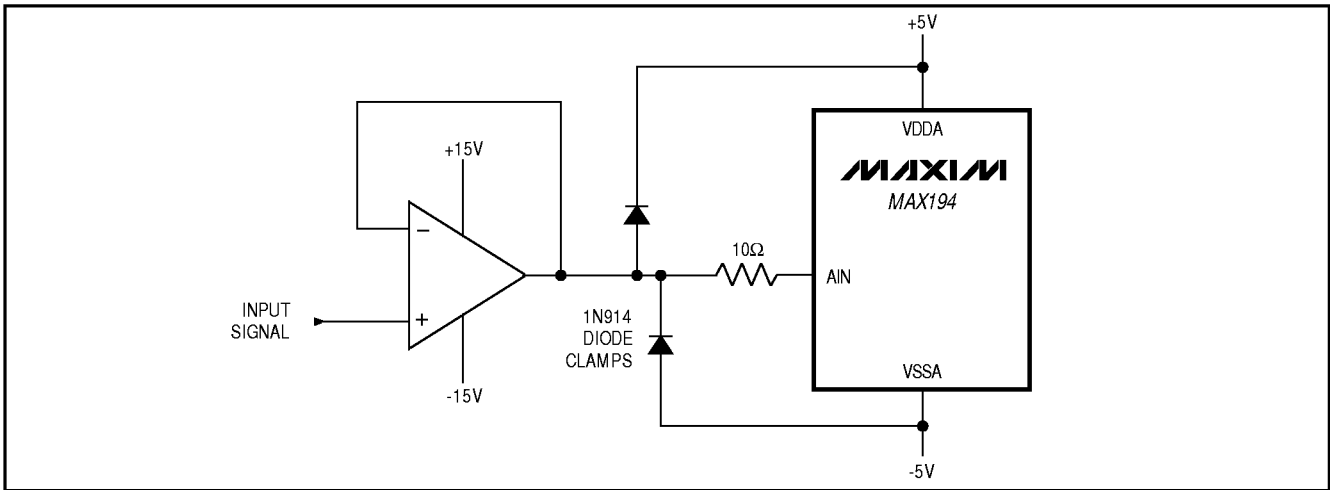 +5V
VDDA
MAXIM
MAX194
+15V
−
10Ω
AIN
INPUT
SIGNAL
+
1N914
DIODE
CLAMPS
-15V
VSSA
-5V